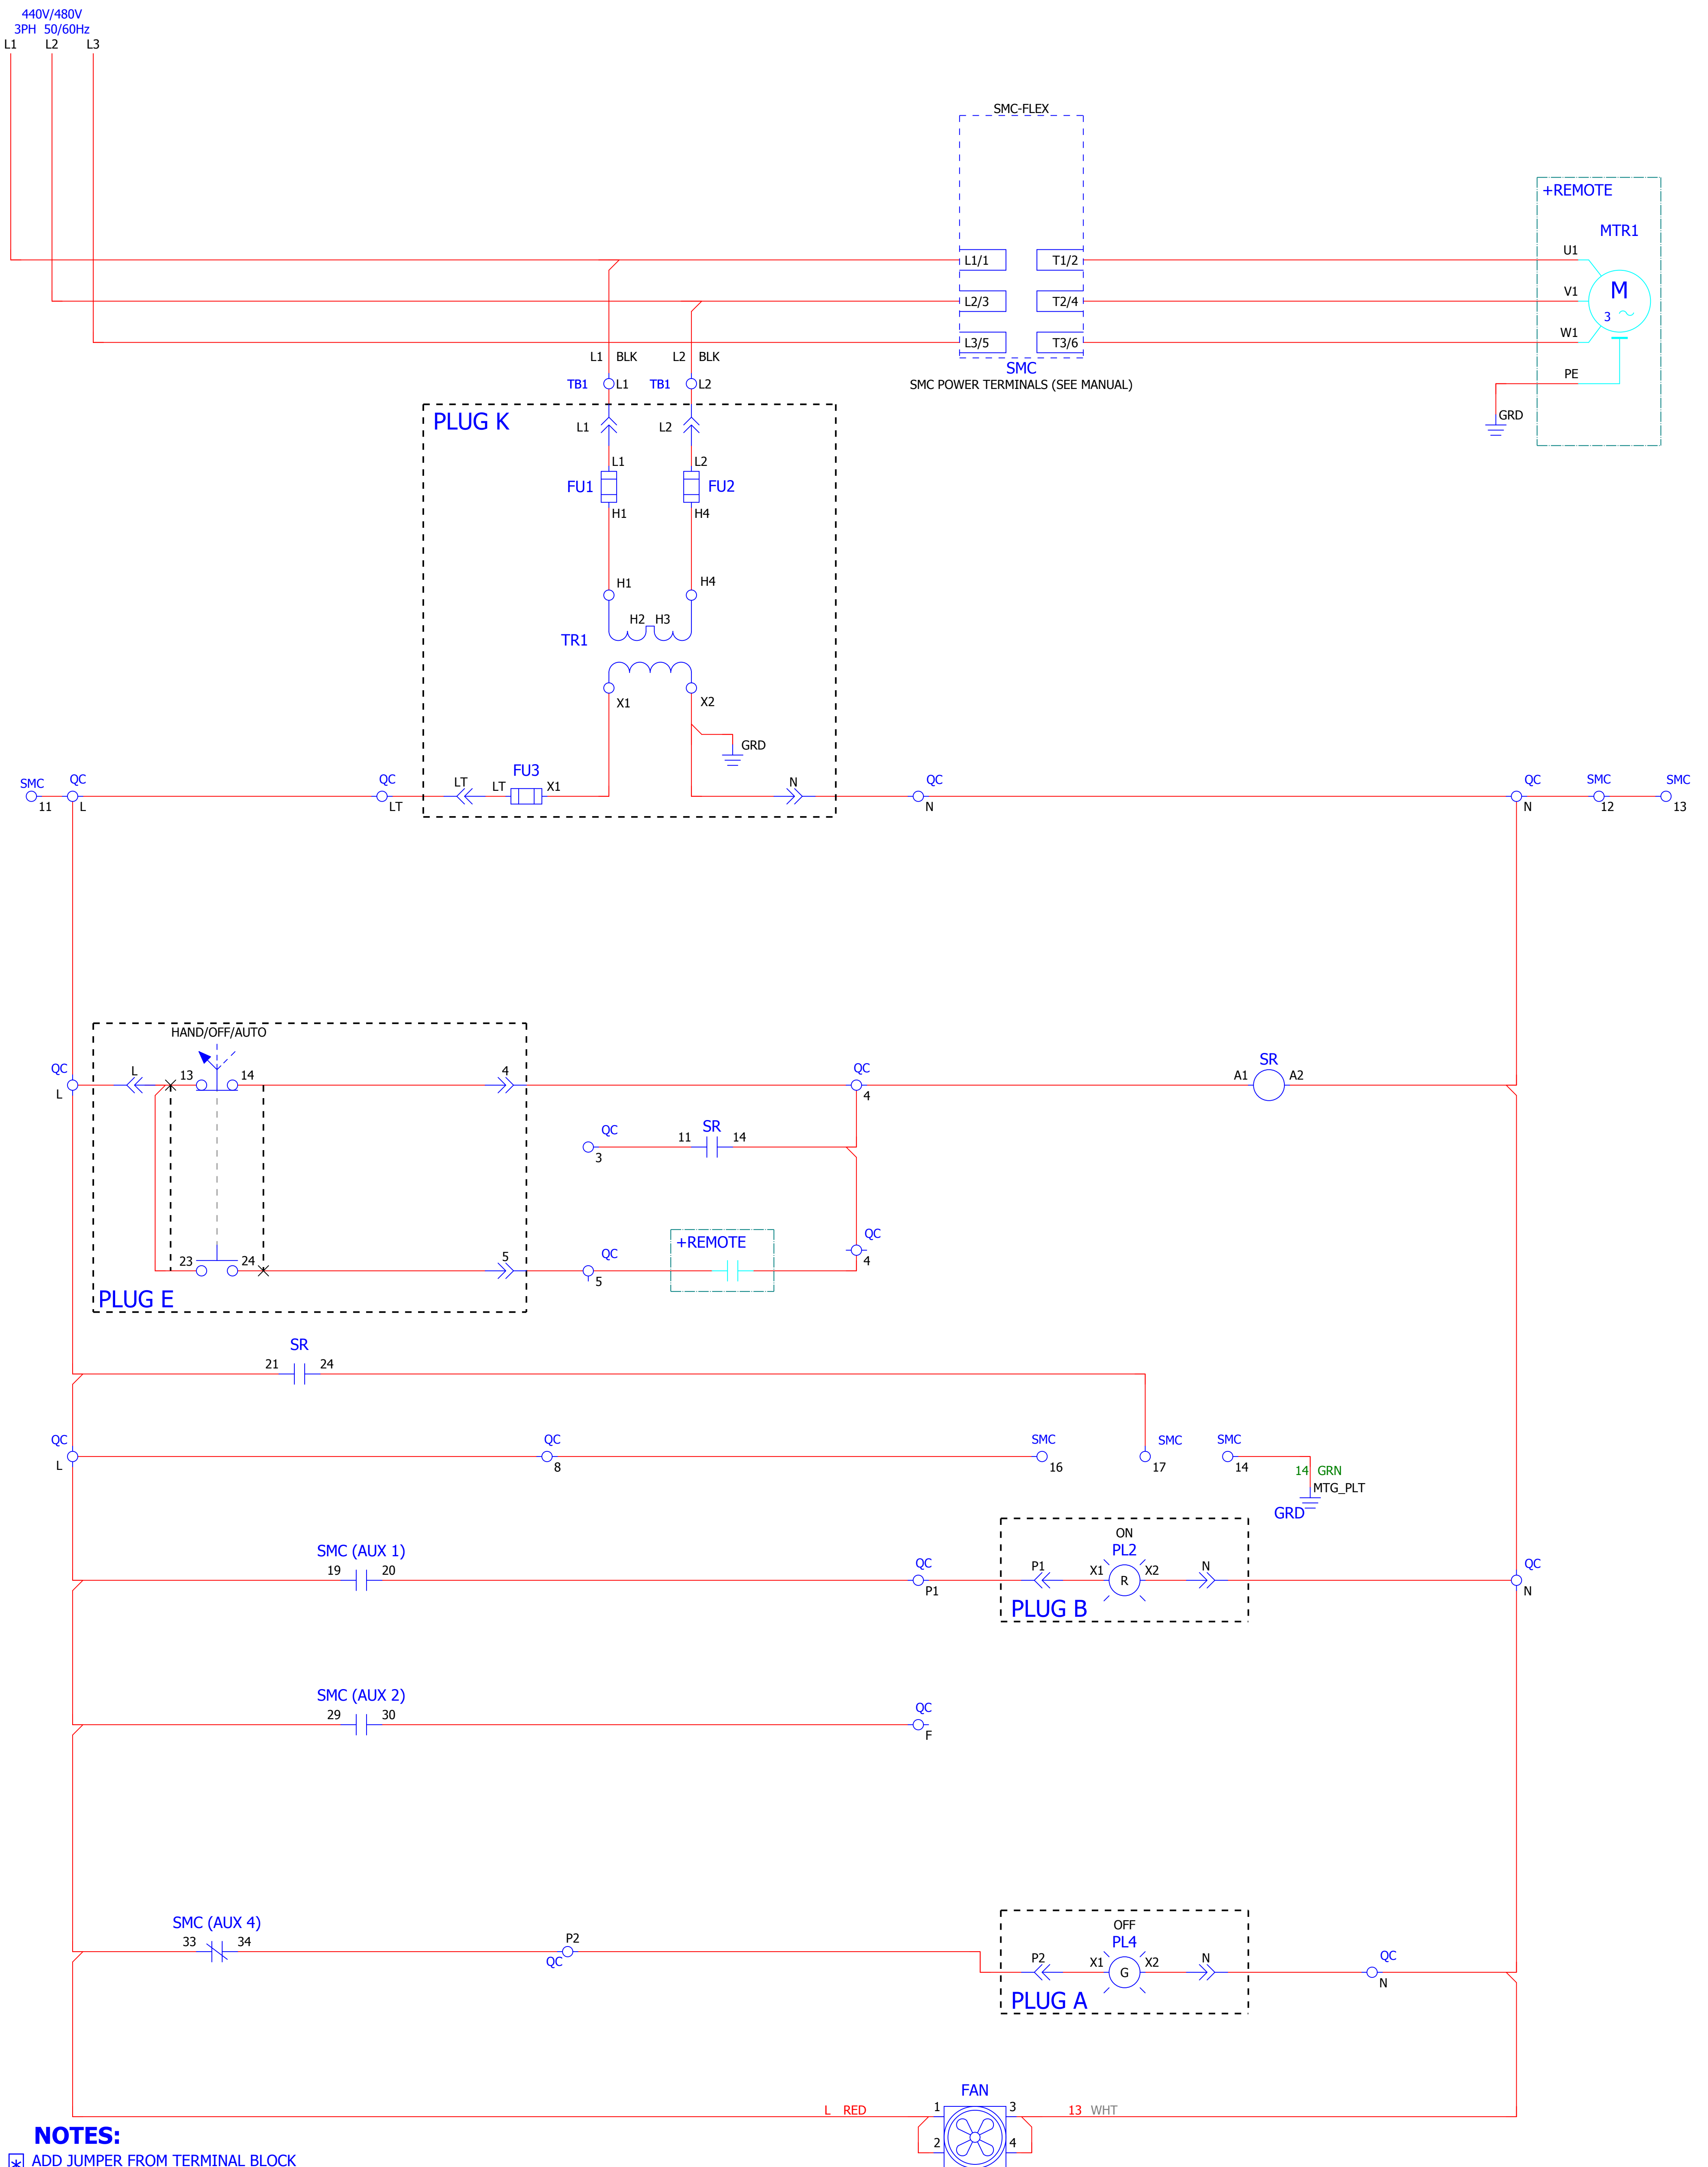 440V/480V
3PH 50/60Hz
L1 L2 L3
SMC-FLEX
+REMOTE
MTR1
L1/1 T1/2 U1
M
3
L2/3 T2/4 V1
L3/5 T3/6 W1
SMC
SMC POWER TERMINALS (SEE MANUAL)
PE
GRD
L1 BLK L2 BLK
TB1 L1 TB1 L2
PLUG K
L1 L2
L1 L2
FU1 FU2
H1 H4
H1 H4
H2 H3
TR1
X1 X2
GRD
FU3
SMC QC QC LT LT X1 N QC QC SMC SMC
11 L LT N N 12 13
HAND/OFF/AUTO
QC L 13 14 4 QC SR
A1 A2
L 4
QC SR
11 14
3
+REMOTE
QC
4
23 24 5 QC
5
PLUG E
SR
21 24
QC QC SMC SMC SMC
L 8 16 17 14
14 GRN
MTG_PLT
GRD
ON
SMC (AUX 1) PL2
19 20 QC P1 X1 R X2 N QC
P1 N
PLUG B
SMC (AUX 2)
29 30 QC
F
SMC (AUX 4) OFF
33 34 P2 PL4
QC P2 X1 G X2 N QC
N
PLUG A
FAN
L RED 1 3 13 WHT
2 4
NOTES:
* ADD JUMPER FROM TERMINAL BLOCK